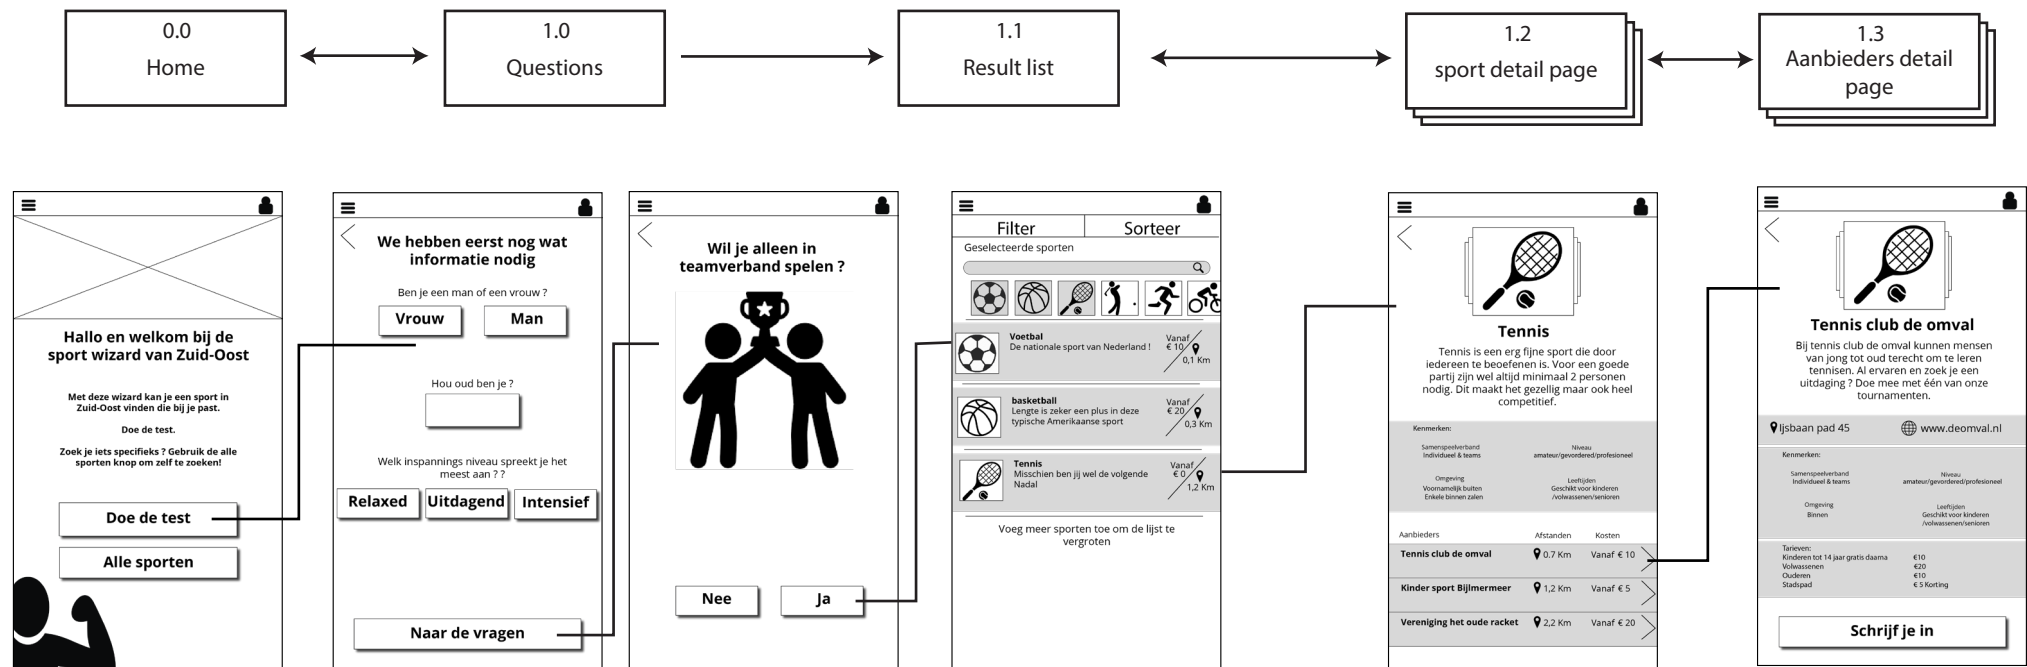 0.0
Home
1.0
Questions
1.1
Result list
1.2
sport detail page
1.3
Aanbieders detail
page
Hallo en welkom bij de
sport wizard van Zuid-Oost
Met deze wizard kan je een sport in
Zuid-Oost vinden die bij je past.
Doe de test.
Zoek je iets specifieks ? Gebruik de alle
sporten knop om zelf te zoeken!
Doe de test
Alle sporten
We hebben eerst nog wat
informatie nodig
Ben je een man of een vrouw ?
Vrouw Man
Hou oud ben je ?
Welk inspannings niveau spreekt je het
meest aan ? ?
Relaxed Uitdagend Intensief
Naar de vragen
Wil je alleen in
teamverband spelen ?
Nee Ja
Filter Sorteer
Geselecteerde sporten
Voetbal
De nationale sport van Nederland !
Vanaf
€ 10
0,1 Km
basketball
Lengte is zeker een plus in deze
typische Amerikaanse sport
Vanaf
€ 20
0,3 Km
Tennis
Misschien ben jij wel de volgende
Nadal
Vanaf
€ 0
1,2 Km
Voeg meer sporten toe om de lijst te
vergroten
Tennis
Tennis is een erg fijne sport die door
iedereen te beoefenen is. Voor een goede
partij zijn wel altijd minimaal 2 personen
nodig. Dit maakt het gezellig maar ook heel
competitief.
Kenmerken:
Samenspeelverband
Individueel & teams
Niveau
amateur/gevordered/profesioneel
Omgeving
Voornamelijk buiten
Enkele binnen zalen
Leeftijden
Geschikt voor kinderen
/volwassenen/senioren
Aanbieders Afstanden Kosten
Tennis club de omval 0.7 Km Vanaf € 10
Kinder sport Bijlmermeer 1,2 Km Vanaf € 5
Vereniging het oude racket 2,2 Km Vanaf € 20
Tennis club de omval
Bij tennis club de omval kunnen mensen
van jong tot oud terecht om te leren
tennisen. Al ervaren en zoek je een
uitdaging ? Doe mee met één van onze
tournamenten.
Ijsbaan pad 45 www.deomval.nl
Kenmerken:
Samenspeelverband
Individueel & teams
Niveau
amateur/gevordered/profesioneel
Omgeving
Binnen
Leeftijden
Geschikt voor kinderen
/volwassenen/senioren
Tarieven:
Kinderen tot 14 jaar gratis daarna €10
Volwassenen €20
Ouderen €10
Stadspad € 5 Korting
Schrijf je in